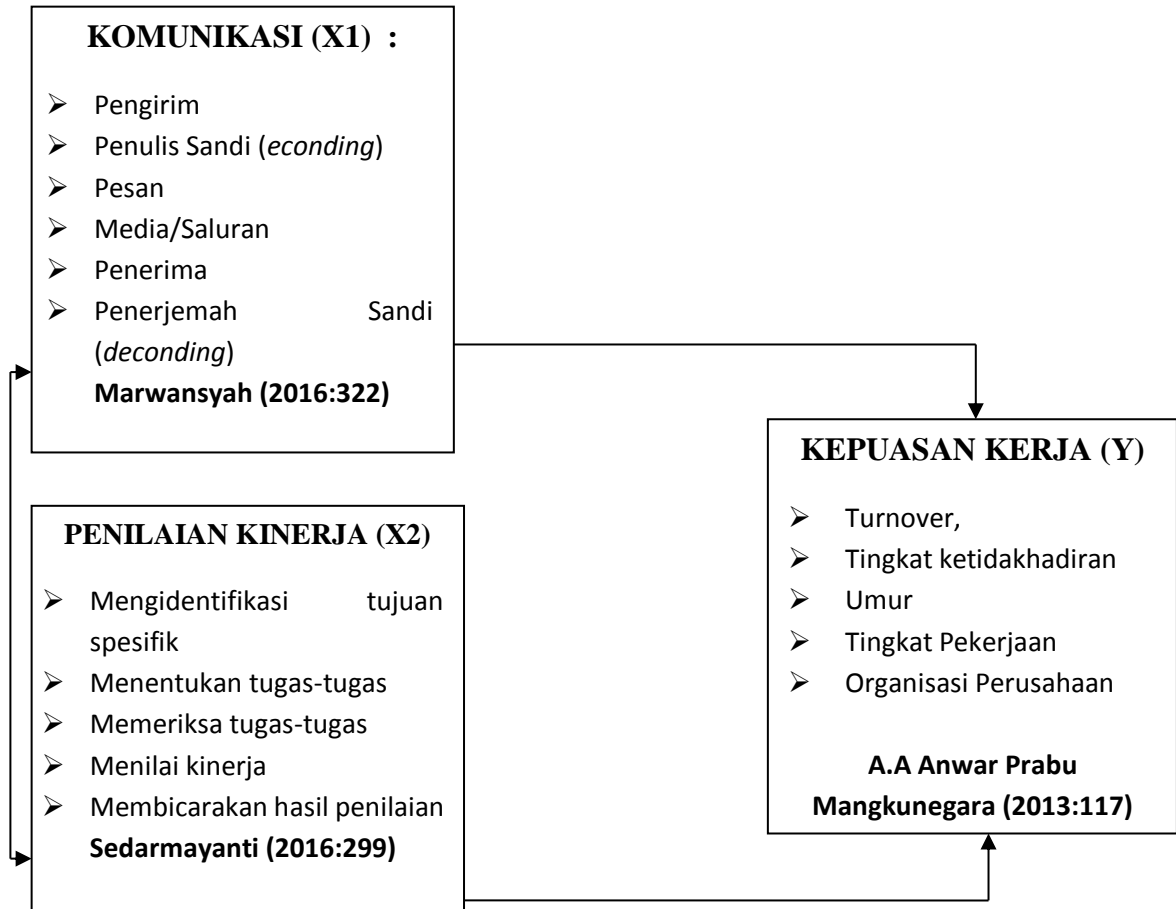 KOMUNIKASI (X1) :
➢ Pengirim
➢ Penulis Sandi (econding)
➢ Pesan
➢ Media/Saluran
➢ Penerima
➢ Penerjemah Sandi
(deconding)
Marwansyah (2016:322)
PENILAIAN KINERJA (X2)
➢ Mengidentifikasi tujuan
spesifik
➢ Menentukan tugas-tugas
➢ Memeriksa tugas-tugas
➢ Menilai kinerja
➢ Membicarakan hasil penilaian
Sedarmayanti (2016:299)
KEPUASAN KERJA (Y)
➢ Turnover,
➢ Tingkat ketidakhadiran
➢ Umur
➢ Tingkat Pekerjaan
➢ Organisasi Perusahaan
A.A Anwar Prabu
Mangkunegara (2013:117)